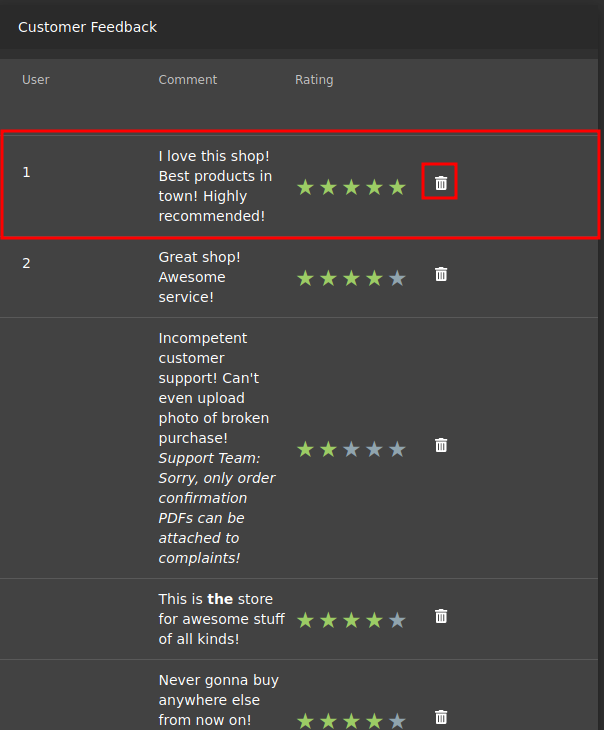 Customer Feedback
User Comment Rating
1
I love this shop!
Best products in
town! Highly
recommended!
2
Great shop!
Awesome
service!
Incompetent
customer
support! Can't
even upload
photo of broken
purchase!
Support Team:
Sorry, only order
confirmation
PDFs can be
attached to
complaints!
This is the store
for awesome stuff
of all kinds!
Never gonna buy
anywhere else
from now on!